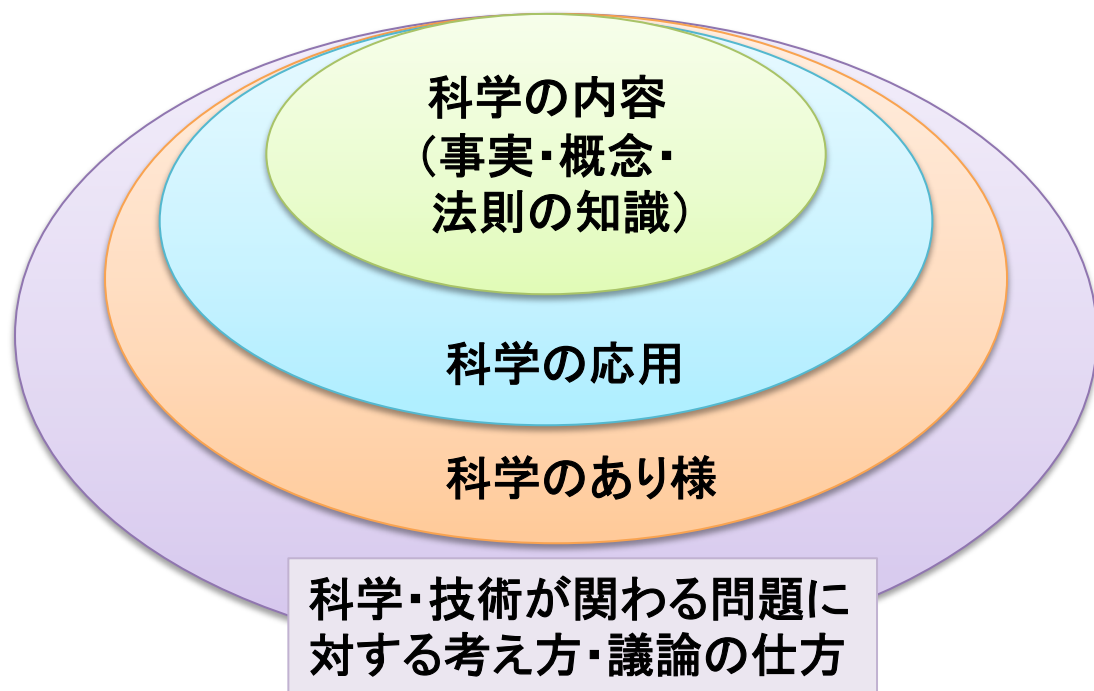 科学の内容
（事実・概念・
法則の知識）
科学の応用
科学のあり様
科学・技術が関わる問題に
対する考え方・議論の仕方